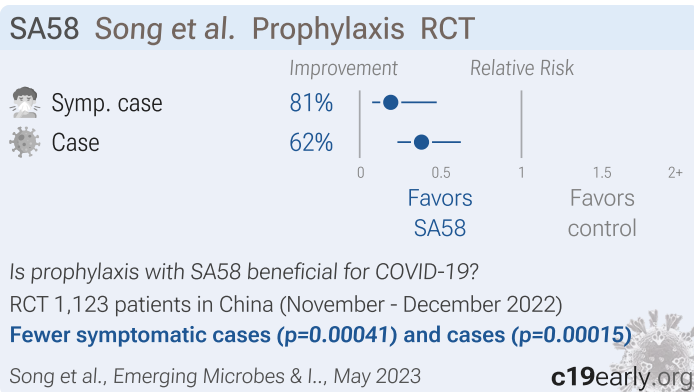 SA58 Song et al. Prophylaxis RCT
Improvement Relative Risk
Symp. case 81%
Case 62%
0 0.5 1 1.5 2+
Favors SA58 Favors control
Is prophylaxis with SA58 beneficial for COVID-19?
RCT 1,123 patients in China (November - December 2022)
Fewer symptomatic cases (p=0.00041) and cases (p=0.00015)
Song et al., Emerging Microbes & I.., May 2023 c19early.org